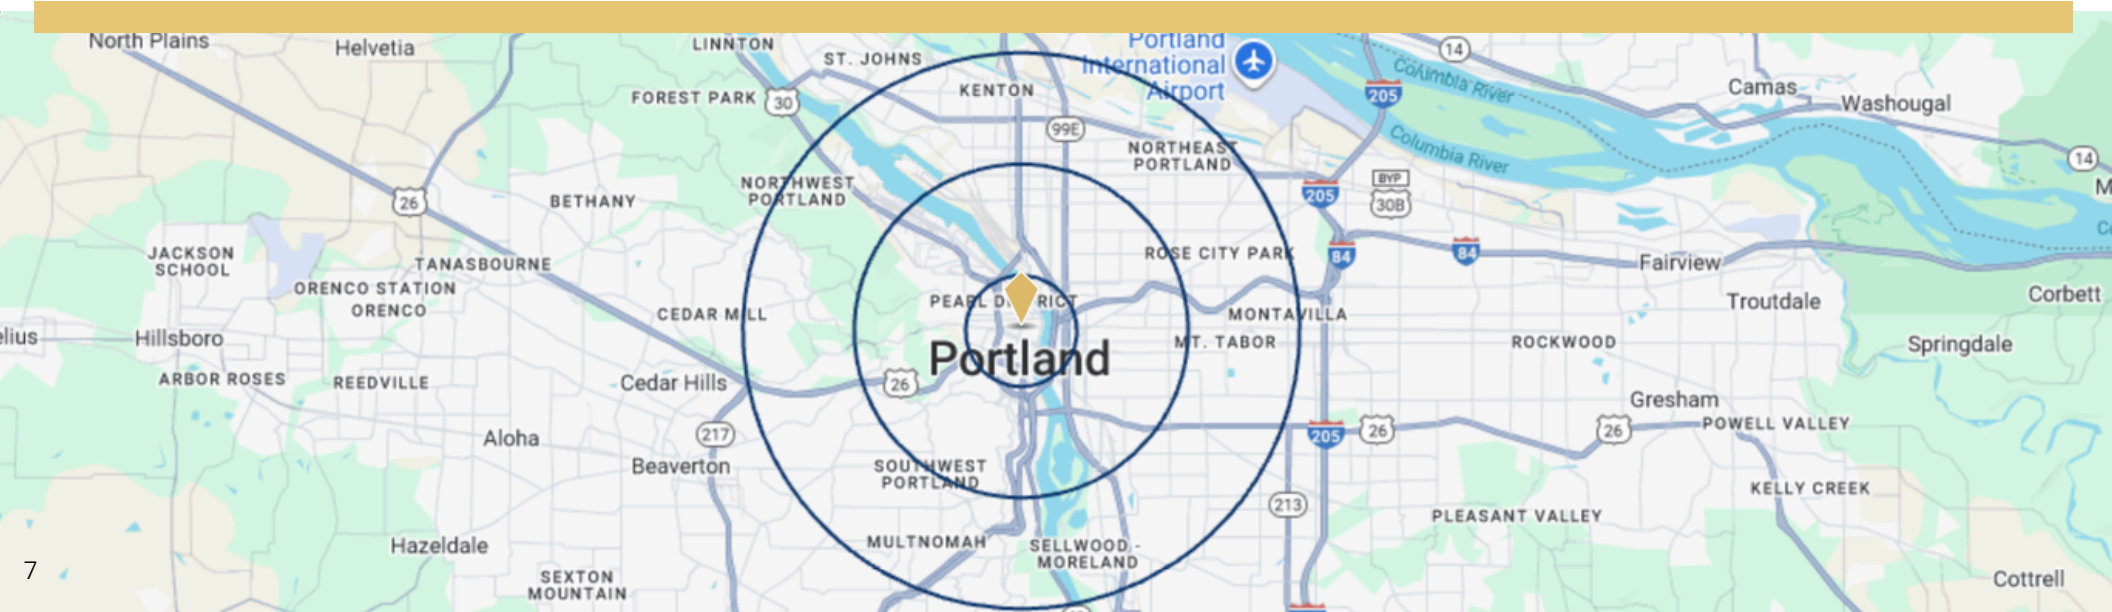 North Plains
Helvetia
LINNTON
ST. JOHNS
Portland
International
Airport
14
Columbia River
205
Camas
Washougal
FOREST PARK
30
KENTON
99E
Columbia River
NORTHEAST
PORTLAND
14
M
NORTHWEST
PORTLAND
BETHANY
26
205
BYP
30B
JACKSON
SCHOOL
TANASBOURNE
ROSE CITY PARK
84
84
Fairview
ORENCO STATION
ORENCO
PEARL DISTRICT
Troutdale
Corbett
CEDAR MILL
MONTAVILLA
elius
Hillsboro
MT. TABOR
ROCKWOOD
Springdale
Portland
ARBOR ROSES
REEDVILLE
Cedar Hills
26
Gresham
POWELL VALLEY
217
205
26
26
Aloha
Beaverton
SOUTHWEST
PORTLAND
KELLY CREEK
213
PLEASANT VALLEY
Hazeldale
MULTNOMAH
SELLWOOD -
MORELAND
7
SEXTON
MOUNTAIN
Cottrell